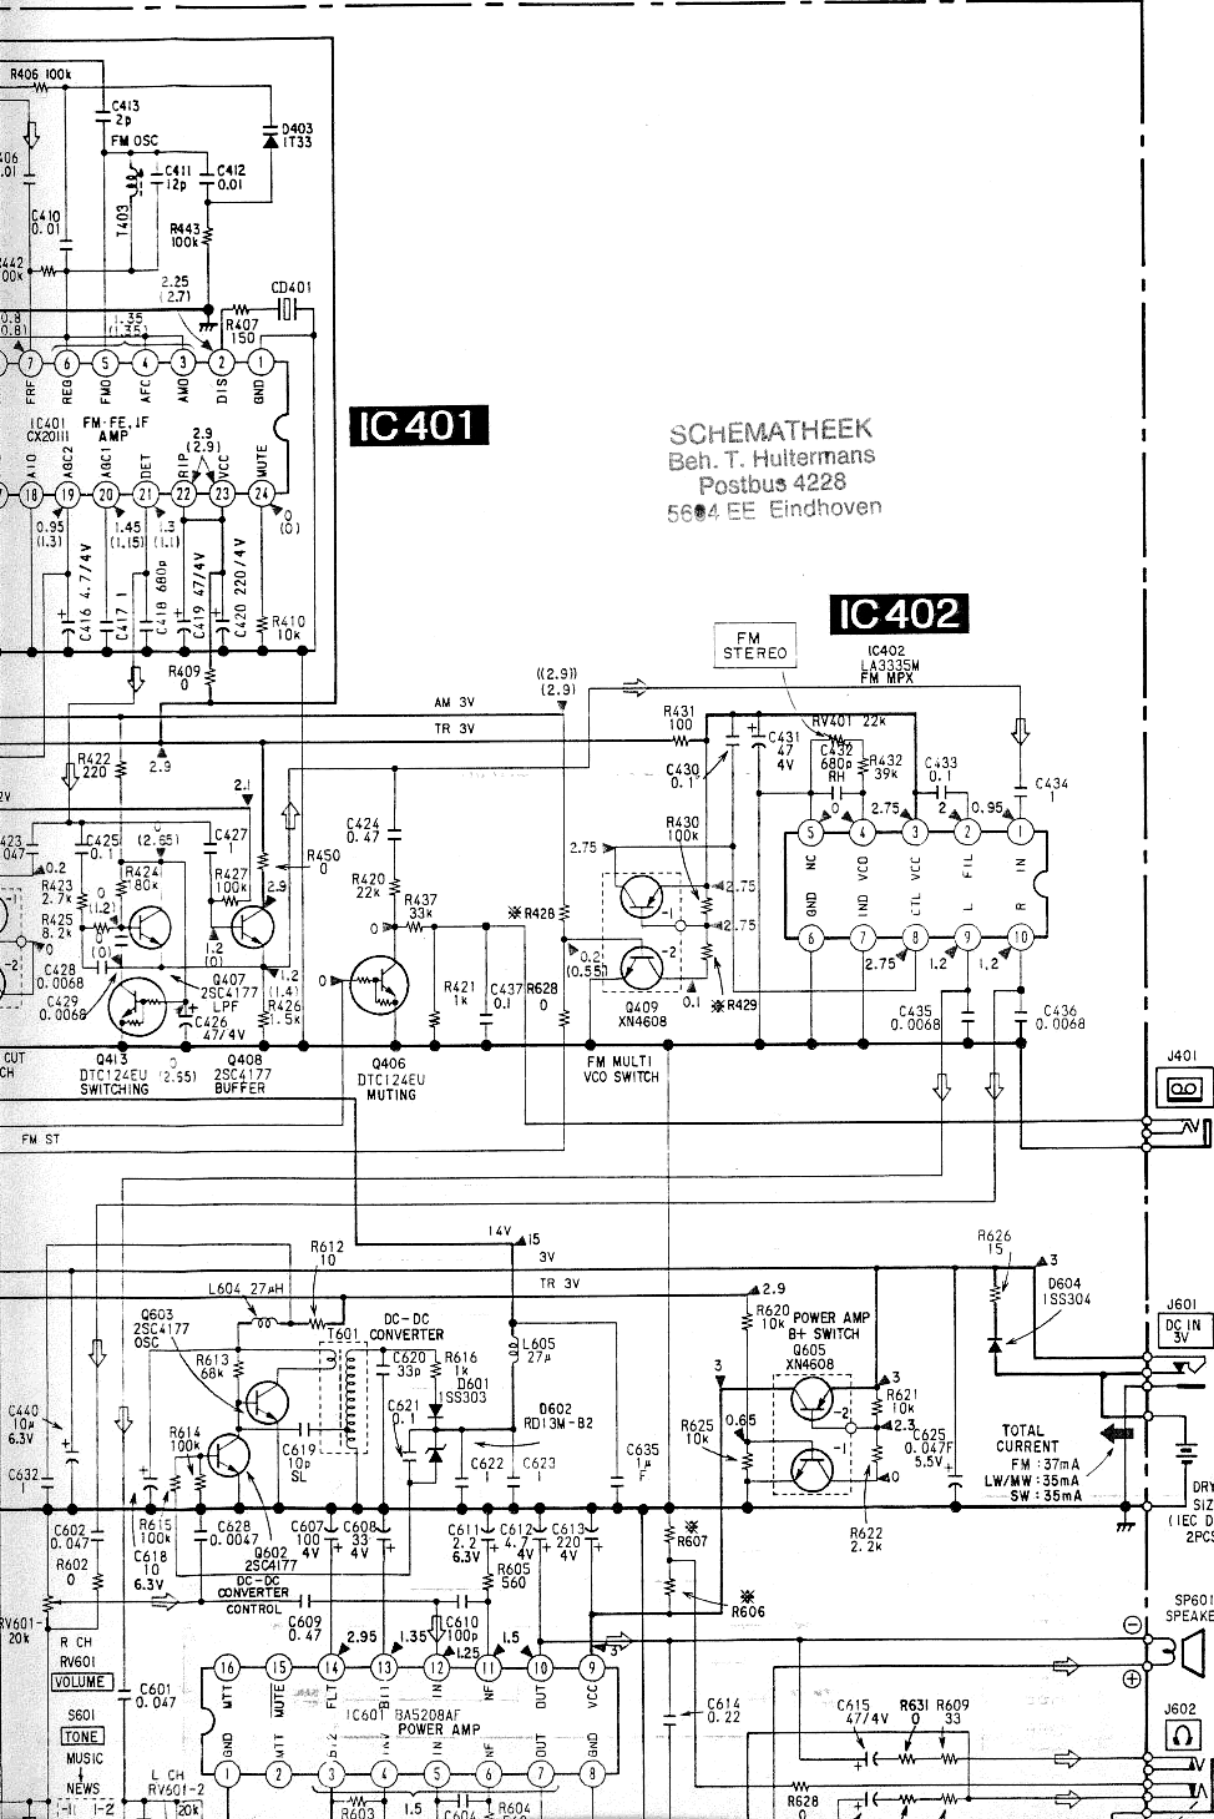 R406 100k
C413
2p
FM OSC
D403
1T33
C411
12p
C412
0.01
T403
C410
0.01
R443
100k
2.25
(2.7)
CD401
R407
150
1.35
(1.35)
7 6 5 4 3 2 1
FRF REG FMO AFC AMO DIS GND
IC401
CX20111
FM-FE, IF
AMP
2.9
(2.9)
AIO AGC2 AGC1 DET RIP VCC MUTE
18 19 20 21 22 23 24
0.95
(1.3)
1.45
(1.15)
1.3
(1.1)
0
(0)
C416 4.7/4V
C417 1
C418 680p
C419 47/4V
C420 220/4V
R410
10k
R409
0
IC401
SCHEMATHEEK
Beh. T. Hultermans
Postbus 4228
EE Eindhoven
IC402
FM
STEREO
IC402
LA3335M
FM MPX
((2.9))
(2.9)
AM 3V
TR 3V
R431
100
RV401 22k
C431
47
4V
C432
680p
RH
R432
39k
C433
0.1
C434
1
C430
0.1
R422
220
2.9
2.1
C424
0.47
R430
100k
2.75
0 2.75 2 0.95
5 4 3 2 1
NC VCO VCC FIL IN
GND IND CTL L R
6 7 8 9 10
2.75 1.2 1.2
C425
0.1
(2.65)
C427
1
R450
0
0.2
R423
2.7k
R424
180k
R427
100k
2.9
R420
22k
R437
33k
(1.2)
R425
8.2k
※ R428
2.75
-1
2.75
-2
0.2
(0.55)
C428
0.0068
C429
0.0068
1.2
(0)
Q407
2SC4177
LPF
1.2
(1.4)
R426
1.5k
C426
47/4V
R421
1k
C437
0.1
R628
0
Q409
XN4608
0.1
※ R429
C435
0.0068
C436
0.0068
Q413
DTC124EU
SWITCHING
Q408
2SC4177
BUFFER
Q406
DTC124EU
MUTING
FM MULTI
VCO SWITCH
J401
FM ST
14V
15
3V
TR 3V
R612
10
L604 27μH
Q603
2SC4177
OSC
T601
DC-DC
CONVERTER
L605
27μ
2.9
R620
10k
POWER AMP
B+ SWITCH
Q605
XN4608
R626
15
3
D604
1SS304
J601
DC IN
3V
R613
68k
C620
33p
R616
1k
D601
1SS303
C621
0.1
D602
RD13M-B2
3
3
-2
R621
10k
2.3
C440
10μ
6.3V
R614
100k
C619
10p
SL
R625
10k
0.65
-1
0
C625
0.047F
5.5V
TOTAL
CURRENT
FM : 37mA
LW/MW : 35mA
SW : 35mA
C632
1
C622
1
C623
1
C635
1μ
F
C602
0.047
R615
100k
C628
0.0047
C607
100
4V
C608
33
4V
C611
2.2
6.3V
C612
4.7
4V
C613
220
4V
※
R607
R622
2.2k
DRY
(IEC D
R602
0
C618
10
6.3V
Q602
2SC4177
DC-DC
CONVERTER
CONTROL
R605
560
※
R606
SP601
C609
0.47
C610
100p
2.95 1.35 1.25 1.5 3
20k
R CH
RV601
VOLUME
16 15 14 13 12 11 10 9
MTT MUTE FLT IN NF OUT VCC
IC601 BA5208AF
POWER AMP
GND MTT IN NF OUT GND
1 2 3 4 5 6 7 8
C601
0.047
S601
TONE
MUSIC
↓
NEWS
-1 1-2
L CH
RV601-2
20k
C614
0.22
C615
47/4V
R631
0
R609
33
J602
R603
1.5
C604
R604
R628
0